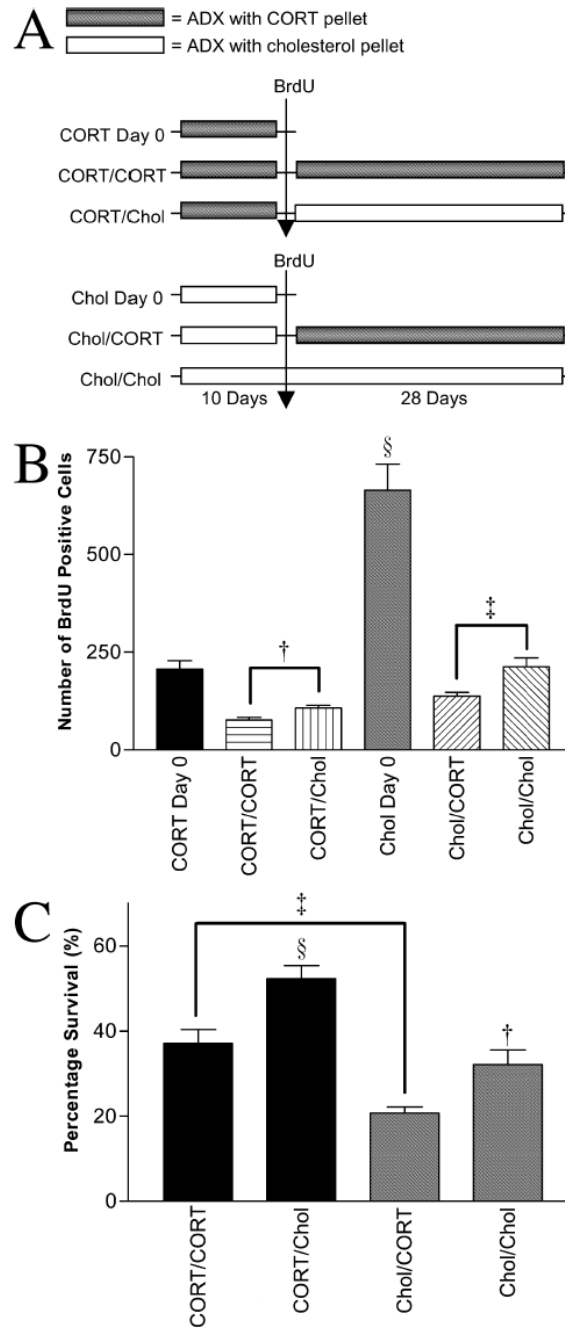 A
= ADX with CORT pellet
= ADX with cholesterol pellet
BrdU
CORT Day 0
CORT/CORT
CORT/Chol
BrdU
Chol Day 0
Chol/CORT
Chol/Chol
10 Days 28 Days
B
Number of BrdU Positive Cells
750
500
250
0
†
§
‡
CORT Day 0
CORT/CORT
CORT/Chol
Chol Day 0
Chol/CORT
Chol/Chol
C
Percentage Survival (%)
60
40
20
0
‡
§
†
CORT/CORT
CORT/Chol
Chol/CORT
Chol/Chol